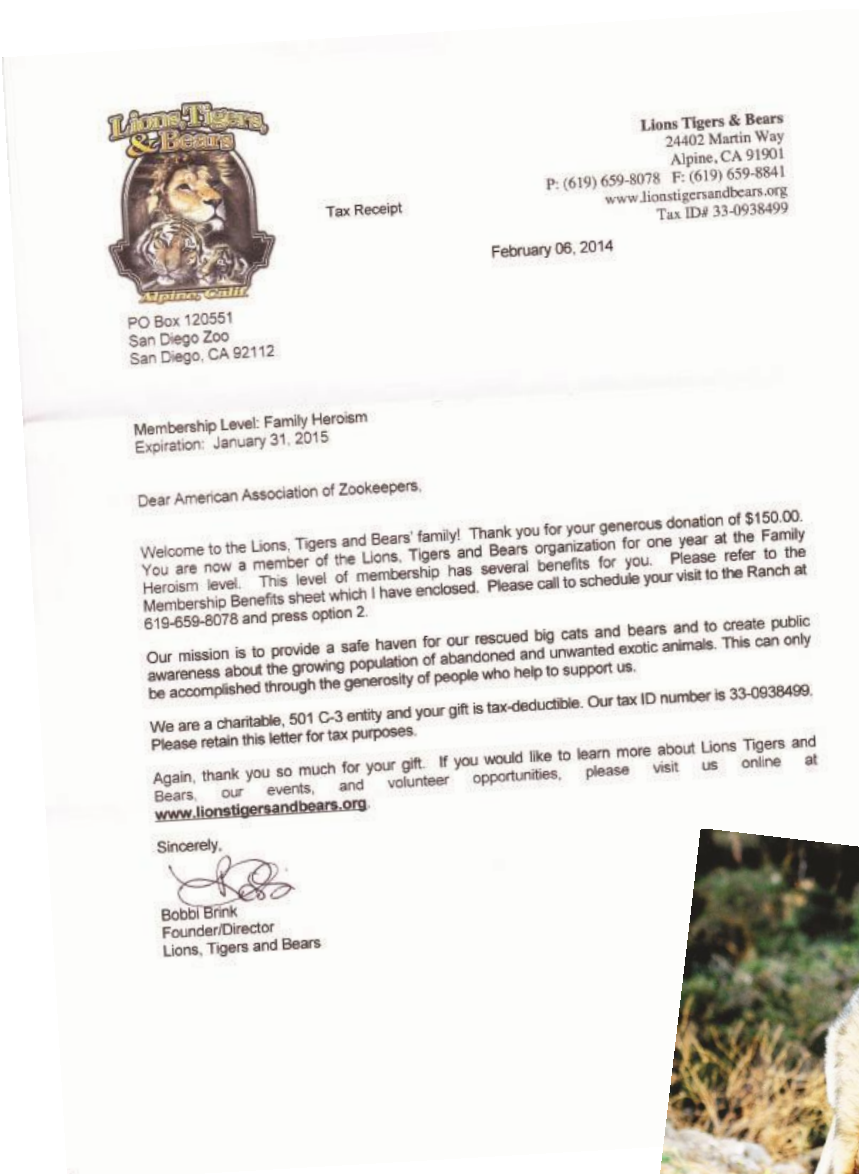 Lions, Tigers,
& Bears
Alpine, Calif.
Lions Tigers & Bears
24402 Martin Way
Alpine, CA 91901
P: (619) 659-8078 F: (619) 659-8841
www.lionstigersandbears.org
Tax ID# 33-0938499
Tax Receipt
February 06, 2014
PO Box 120551
San Diego Zoo
San Diego, CA 92112
Membership Level: Family Heroism
Expiration: January 31, 2015
Dear American Association of Zookeepers,
Welcome to the Lions, Tigers and Bears' family! Thank you for your generous donation of $150.00.
You are now a member of the Lions, Tigers and Bears organization for one year at the Family
Heroism level. This level of membership has several benefits for you. Please refer to the
Membership Benefits sheet which I have enclosed. Please call to schedule your visit to the Ranch at
619-659-8078 and press option 2.
Our mission is to provide a safe haven for our rescued big cats and bears and to create public
awareness about the growing population of abandoned and unwanted exotic animals. This can only
be accomplished through the generosity of people who help to support us.
We are a charitable, 501 C-3 entity and your gift is tax-deductible. Our tax ID number is 33-0938499.
Please retain this letter for tax purposes.
Again, thank you so much for your gift. If you would like to learn more about Lions Tigers and
Bears, our events, and volunteer opportunities, please visit us online at
www.lionstigersandbears.org.
Sincerely,
Bobbi Brink
Founder/Director
Lions, Tigers and Bears